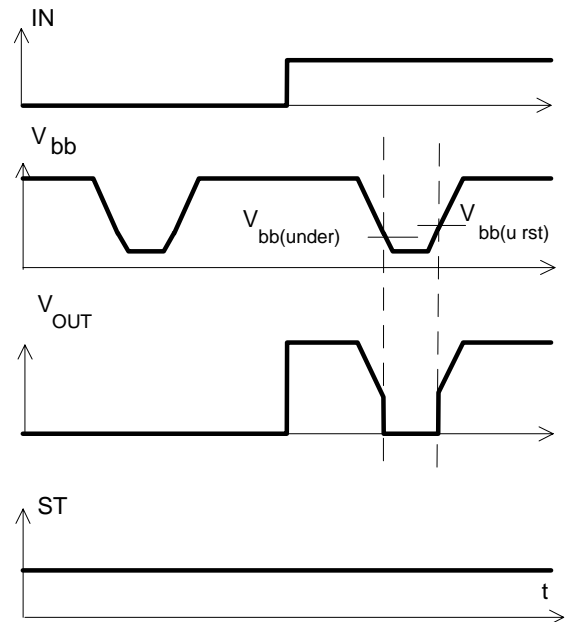 IN
V bb
V bb(under)
V bb(u rst)
V OUT
ST
t